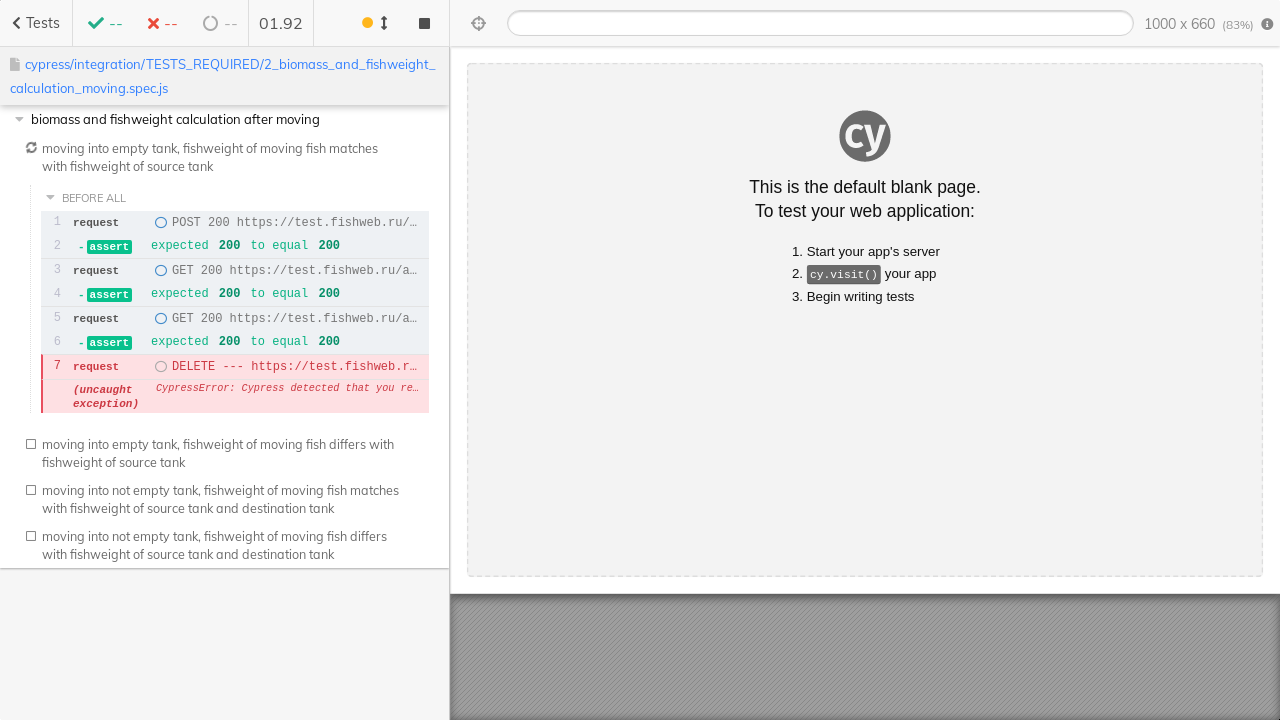 Tests
--
--
--
01.92
1000 x 660 (83%)
cypress/integration/TESTS_REQUIRED/2_biomass_and_fishweight_
calculation_moving.spec.js
biomass and fishweight calculation after moving
moving into empty tank, fishweight of moving fish matches
with fishweight of source tank
BEFORE ALL
1 request POST 200 https://test.fishweb.ru/…
2 -assert expected 200 to equal 200
3 request GET 200 https://test.fishweb.ru/a…
4 -assert expected 200 to equal 200
5 request GET 200 https://test.fishweb.ru/a…
6 -assert expected 200 to equal 200
7 request DELETE --- https://test.fishweb.r…
(uncaught CypressError: Cypress detected that you re…
exception)
moving into empty tank, fishweight of moving fish differs with
fishweight of source tank
moving into not empty tank, fishweight of moving fish matches
with fishweight of source tank and destination tank
moving into not empty tank, fishweight of moving fish differs
with fishweight of source tank and destination tank
cy
This is the default blank page.
To test your web application:
1. Start your app's server
2. cy.visit() your app
3. Begin writing tests